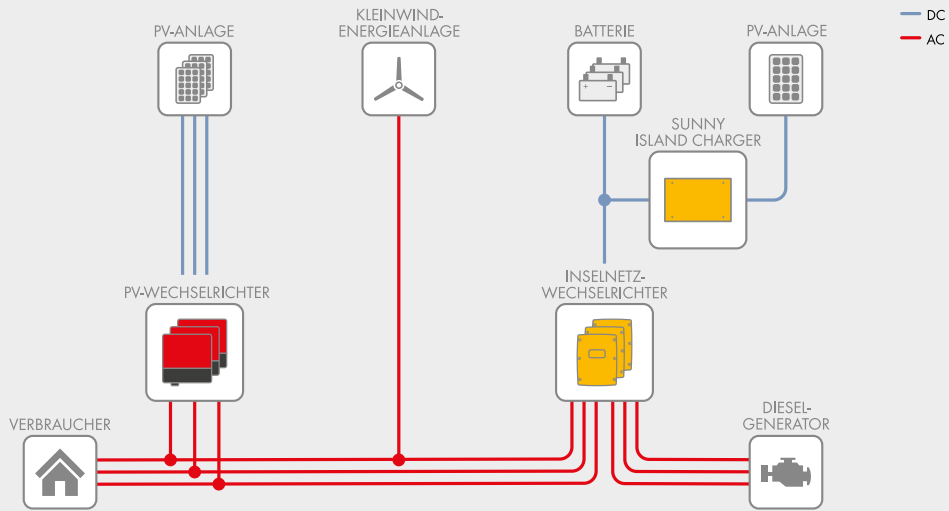 DC
AC
PV-ANLAGE
KLEINWIND-
ENERGIEANLAGE
BATTERIE
PV-ANLAGE
SUNNY
ISLAND CHARGER
PV-WECHSELRICHTER
INSELNETZ-
WECHSELRICHTER
VERBRAUCHER
DIESEL-
GENERATOR